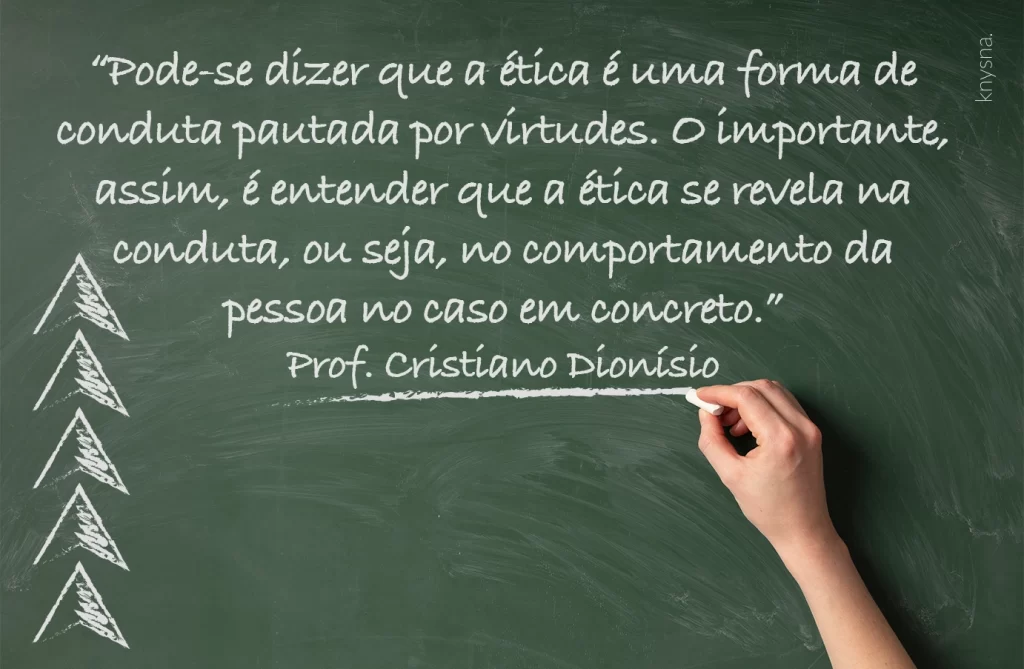 “Pode-se dizer que a ética é uma forma de
conduta pautada por virtudes. O importante,
assim, é entender que a ética se revela na
conduta, ou seja, no comportamento da
pessoa no caso em concreto.”
Prof. Cristiano Dionísio
knysna.